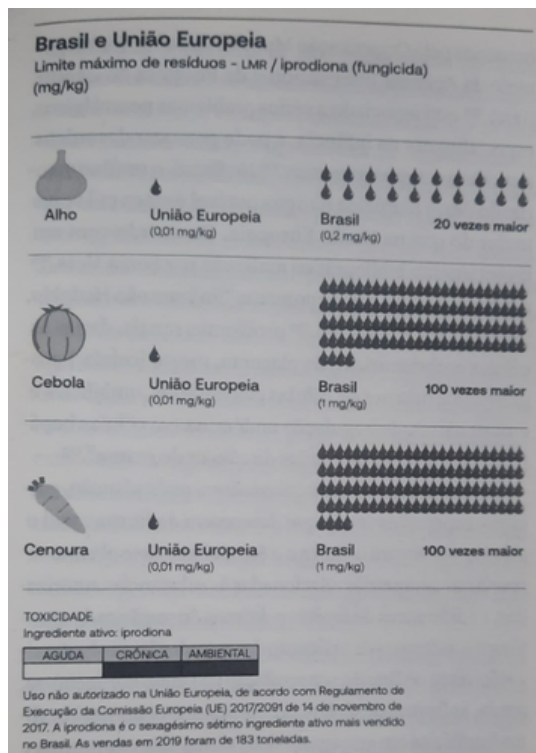 Brasil e União Europeia
Limite máximo de resíduos - LMR / iprodiona (fungicida)
(mg/kg)
Alho
União Europeia
(0,01 mg/kg)
Brasil
(0,2 mg/kg)
20 vezes maior
Cebola
União Europeia
(0,01 mg/kg)
Brasil
(1 mg/kg)
100 vezes maior
Cenoura
União Europeia
(0,01 mg/kg)
Brasil
(1 mg/kg)
100 vezes maior
TOXICIDADE
Ingrediente ativo: iprodiona
AGUDA CRÔNICA AMBIENTAL
Uso não autorizado na União Europeia, de acordo com Regulamento de
Execução da Comissão Europeia (UE) 2017/2091 de 14 de novembro de
2017. A iprodiona é o sexagésimo sétimo ingrediente ativo mais vendido
no Brasil. As vendas em 2019 foram de 183 toneladas.